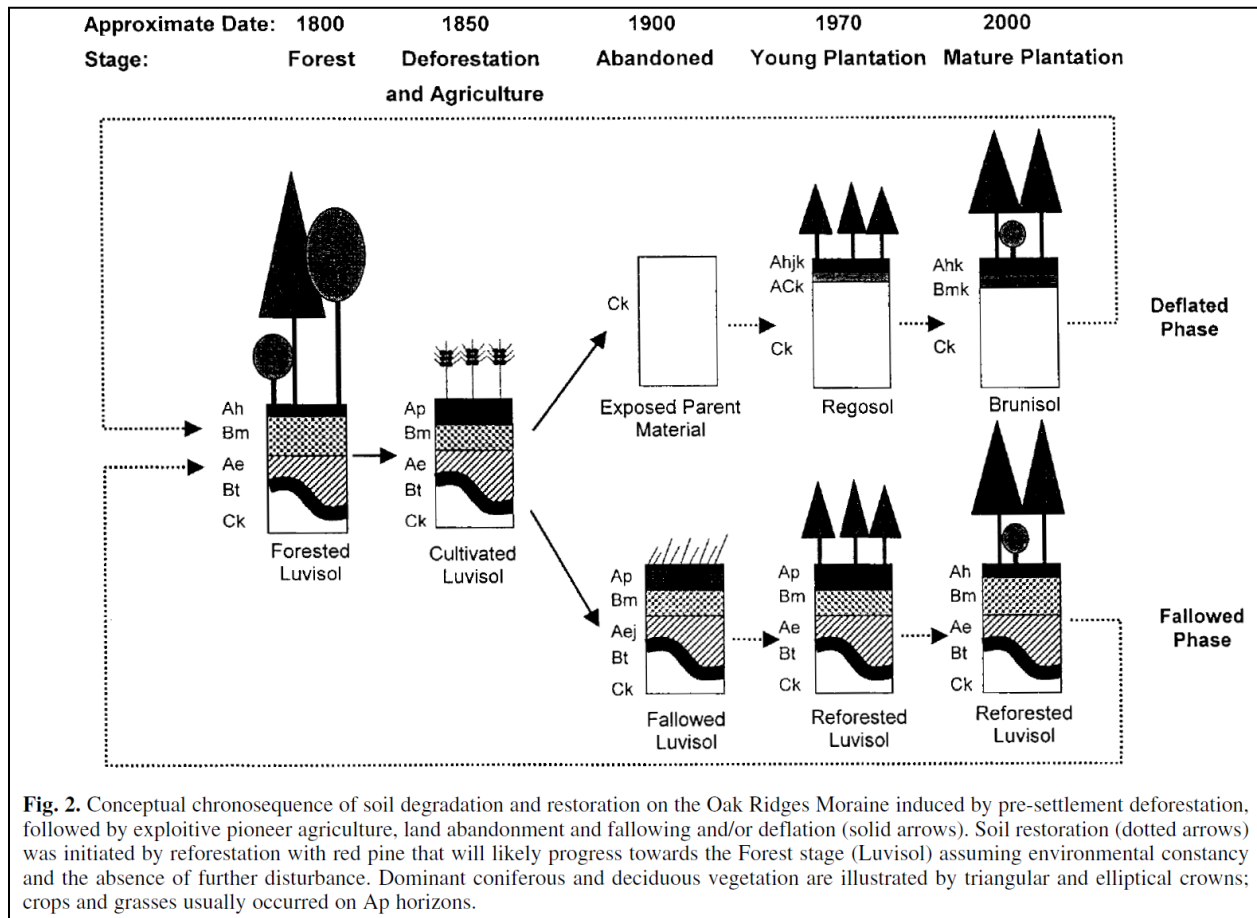 Approximate Date: 1800 1850 1900 1970 2000
Stage: Forest Deforestation Abandoned Young Plantation Mature Plantation
and Agriculture
Ahjk
ACk
Ck
Ahk
Bmk
Ck
Ck
Deflated
Phase
Exposed Parent
Material
Regosol
Brunisol
Ah
Bm
Ae
Bt
Ck
Forested
Luvisol
Ap
Bm
Ae
Bt
Ck
Cultivated
Luvisol
Ap
Bm
Aej
Bt
Ck
Fallowed
Luvisol
Ap
Bm
Ae
Bt
Ck
Reforested
Luvisol
Ah
Bm
Ae
Bt
Ck
Reforested
Luvisol
Fallowed
Phase
Fig. 2. Conceptual chronosequence of soil degradation and restoration on the Oak Ridges Moraine induced by pre-settlement deforestation,
followed by exploitive pioneer agriculture, land abandonment and fallowing and/or deflation (solid arrows). Soil restoration (dotted arrows)
was initiated by reforestation with red pine that will likely progress towards the Forest stage (Luvisol) assuming environmental constancy
and the absence of further disturbance. Dominant coniferous and deciduous vegetation are illustrated by triangular and elliptical crowns;
crops and grasses usually occurred on Ap horizons.